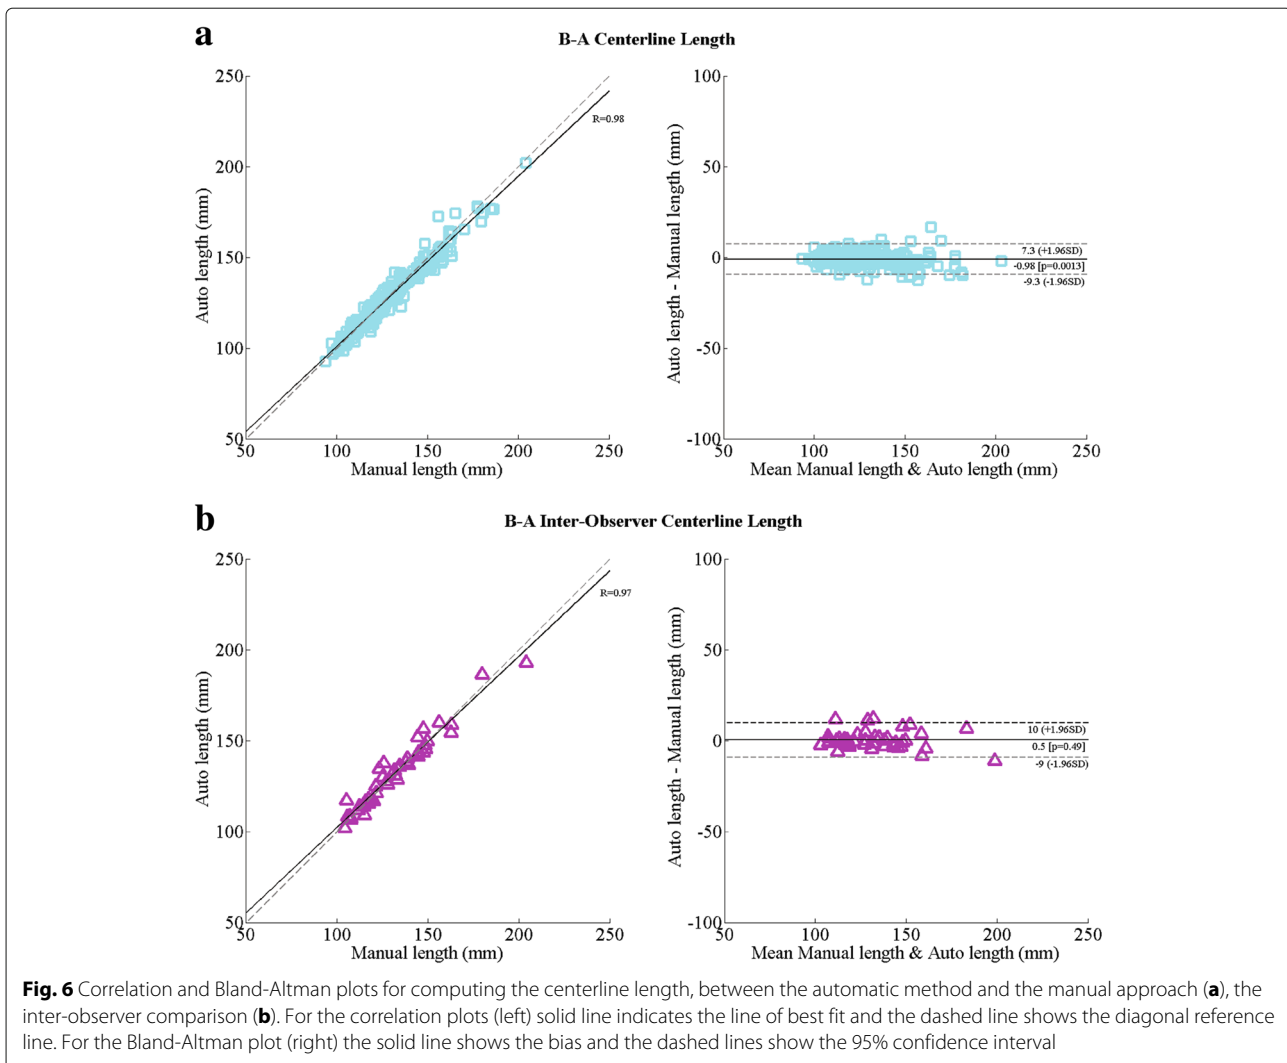 a
B-A Centerline Length
250
200
150
100
50
50
100
150
200
250
Auto length (mm)
Manual length (mm)
R=0.98
100
50
0
-50
-100
50
100
150
200
250
Auto length - Manual length (mm)
Mean Manual length & Auto length (mm)
7.3 (+1.96SD)
-0.98 [p=0.0013]
-9.3 (-1.96SD)
b
B-A Inter-Observer Centerline Length
250
200
150
100
50
50
100
150
200
250
Auto length (mm)
Manual length (mm)
R=0.97
100
50
0
-50
-100
50
100
150
200
250
Auto length - Manual length (mm)
Mean Manual length & Auto length (mm)
10 (+1.96SD)
0.5 [p=0.49]
-9 (-1.96SD)
Fig. 6 Correlation and Bland-Altman plots for computing the centerline length, between the automatic method and the manual approach (a), the
inter-observer comparison (b). For the correlation plots (left) solid line indicates the line of best fit and the dashed line shows the diagonal reference
line. For the Bland-Altman plot (right) the solid line shows the bias and the dashed lines show the 95% confidence interval